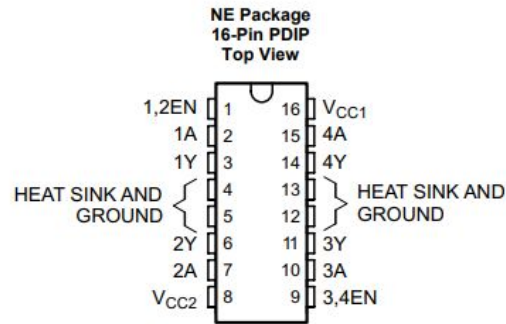 NE Package
16-Pin PDIP
Top View
1,2EN 1 16 VCC1
1A 2 15 4A
1Y 3 14 4Y
HEAT SINK AND GROUND 4 13 HEAT SINK AND GROUND
5 12
2Y 6 11 3Y
2A 7 10 3A
VCC2 8 9 3,4EN